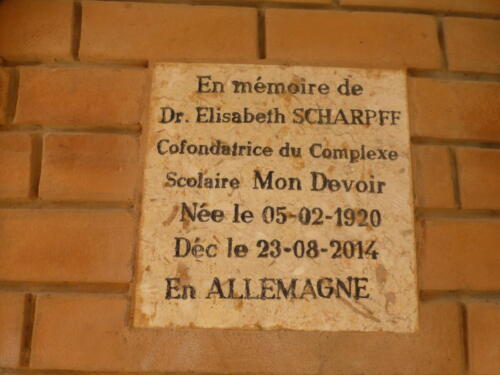 En mémoire de
Dr. Elisabeth SCHARPFF
Cofondatrice du Complexe
Scolaire Mon Devoir
Née le 05-02-1920
Déc le 23-08-2014
En ALLEMAGNE